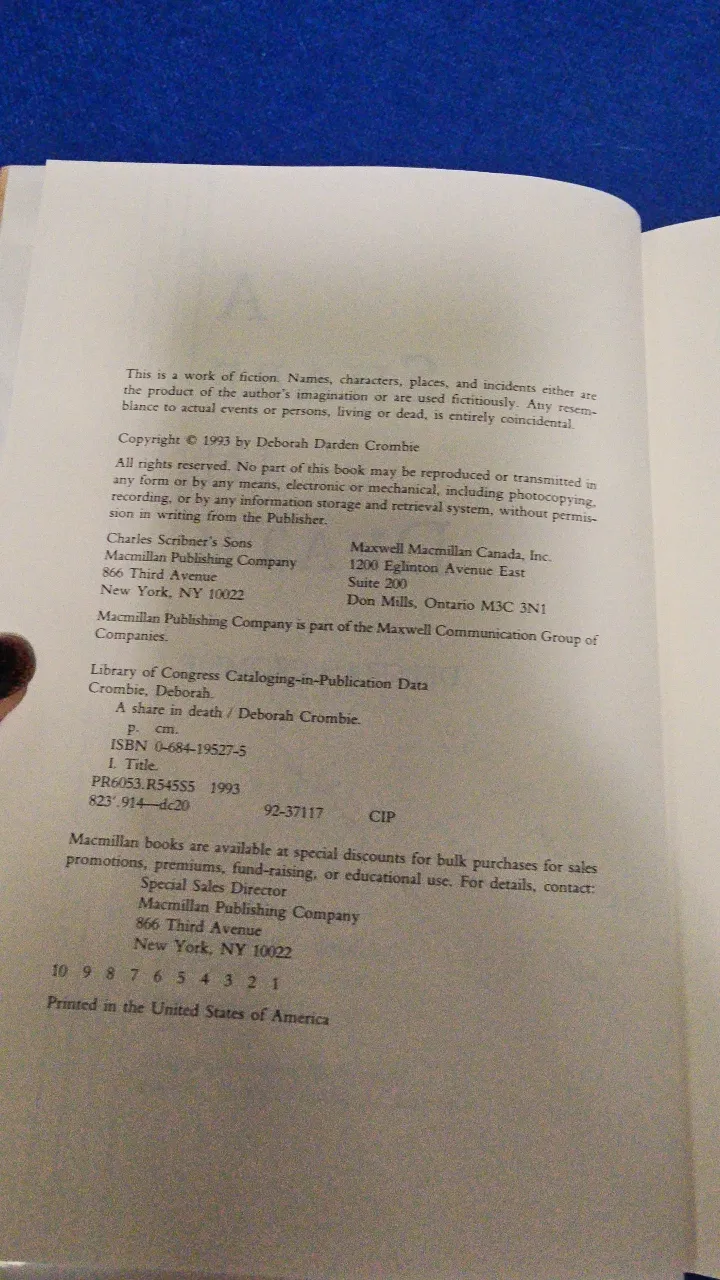 This is a work of fiction. Names, characters, places, and incidents either are
the product of the author's imagination or are used fictitiously. Any resem-
blance to actual events or persons, living or dead, is entirely coincidental.
Copyright © 1993 by Deborah Darden Crombie
All rights reserved. No part of this book may be reproduced or transmitted in
any form or by any means, electronic or mechanical, including photocopying,
recording, or by any information storage and retrieval system, without permis-
sion in writing from the Publisher.
Charles Scribner's Sons
Macmillan Publishing Company
866 Third Avenue
New York, NY 10022
Maxwell Macmillan Canada, Inc.
1200 Eglinton Avenue East
Suite 200
Don Mills, Ontario M3C 3N1
Macmillan Publishing Company is part of the Maxwell Communication Group of
Companies.
Library of Congress Cataloging-in-Publication Data
Crombie, Deborah.
A share in death / Deborah Crombie.
p. cm.
ISBN 0-684-19527-5
I. Title.
PR6053.R545S5 1993
823'.914—dc20 92-37117 CIP
Macmillan books are available at special discounts for bulk purchases for sales
promotions, premiums, fund-raising, or educational use. For details, contact:
Special Sales Director
Macmillan Publishing Company
866 Third Avenue
New York, NY 10022
10 9 8 7 6 5 4 3 2 1
Printed in the United States of America